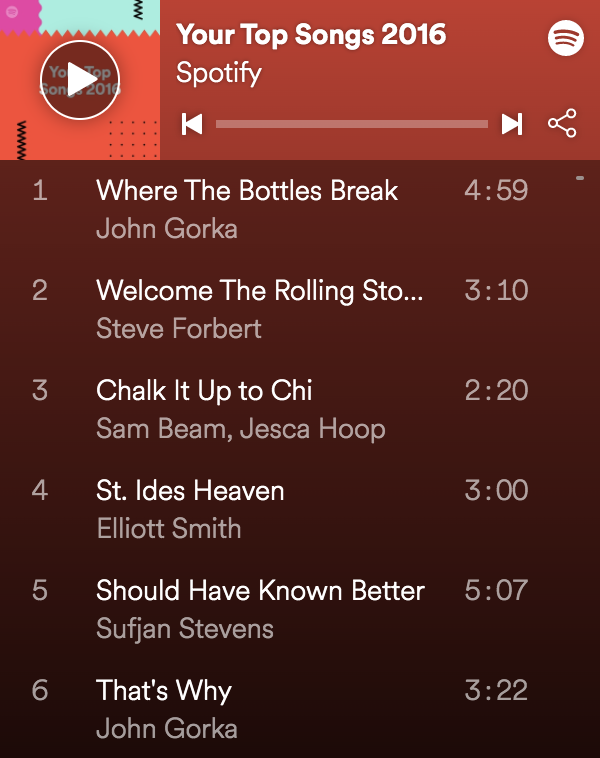 Your Top Songs 2016
Spotify
Your Top
Songs 2016
1 Where The Bottles Break 4:59
John Gorka
2 Welcome The Rolling Sto... 3:10
Steve Forbert
3 Chalk It Up to Chi 2:20
Sam Beam, Jesca Hoop
4 St. Ides Heaven 3:00
Elliott Smith
5 Should Have Known Better 5:07
Sufjan Stevens
6 That's Why 3:22
John Gorka